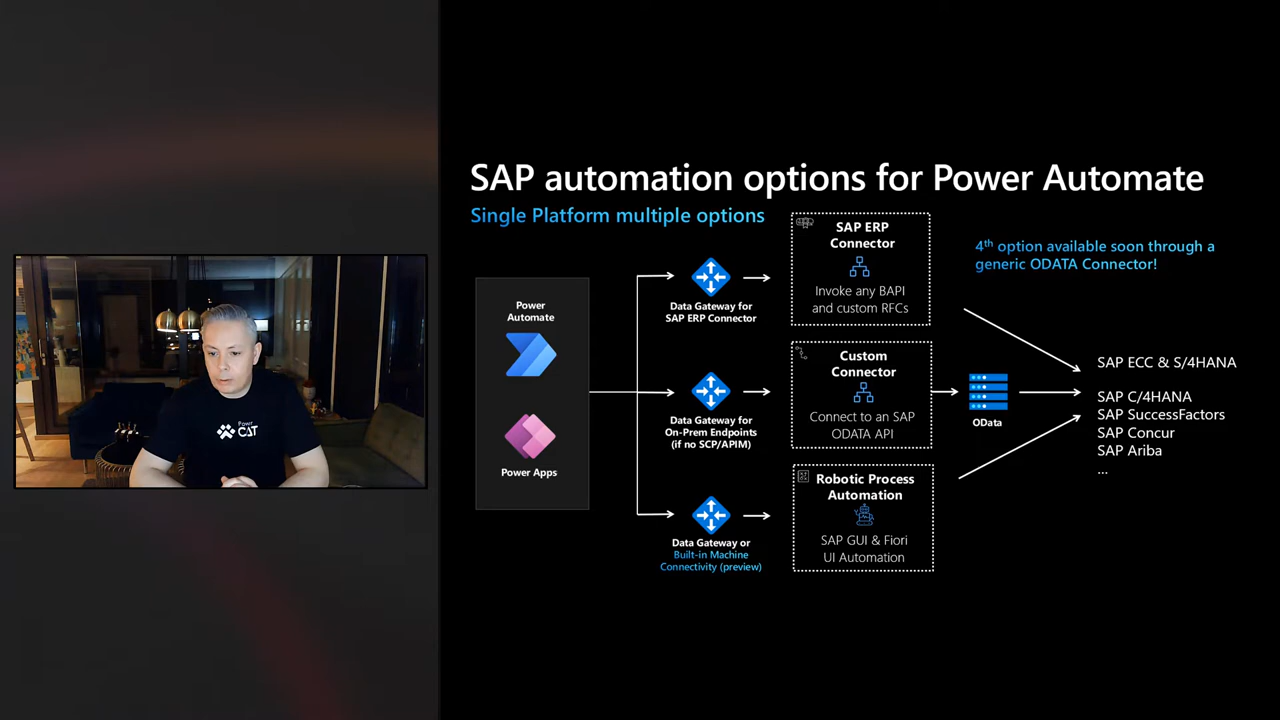 SAP automation options for Power Automate
Single Platform multiple options
Power
Automate
Power Apps
Data Gateway for
SAP ERP Connector
Data Gateway for
On-Prem Endpoints
(if no SCP/APIM)
Data Gateway or
Built-in Machine
Connectivity (preview)
SAP ERP
Connector
Invoke any BAPI
and custom RFCs
Custom
Connector
Connect to an SAP
ODATA API
Robotic Process
Automation
SAP GUI & Fiori
UI Automation
OData
4th option available soon through a
generic ODATA Connector!
SAP ECC & S/4HANA
SAP C/4HANA
SAP SuccessFactors
SAP Concur
SAP Ariba
...
CAT